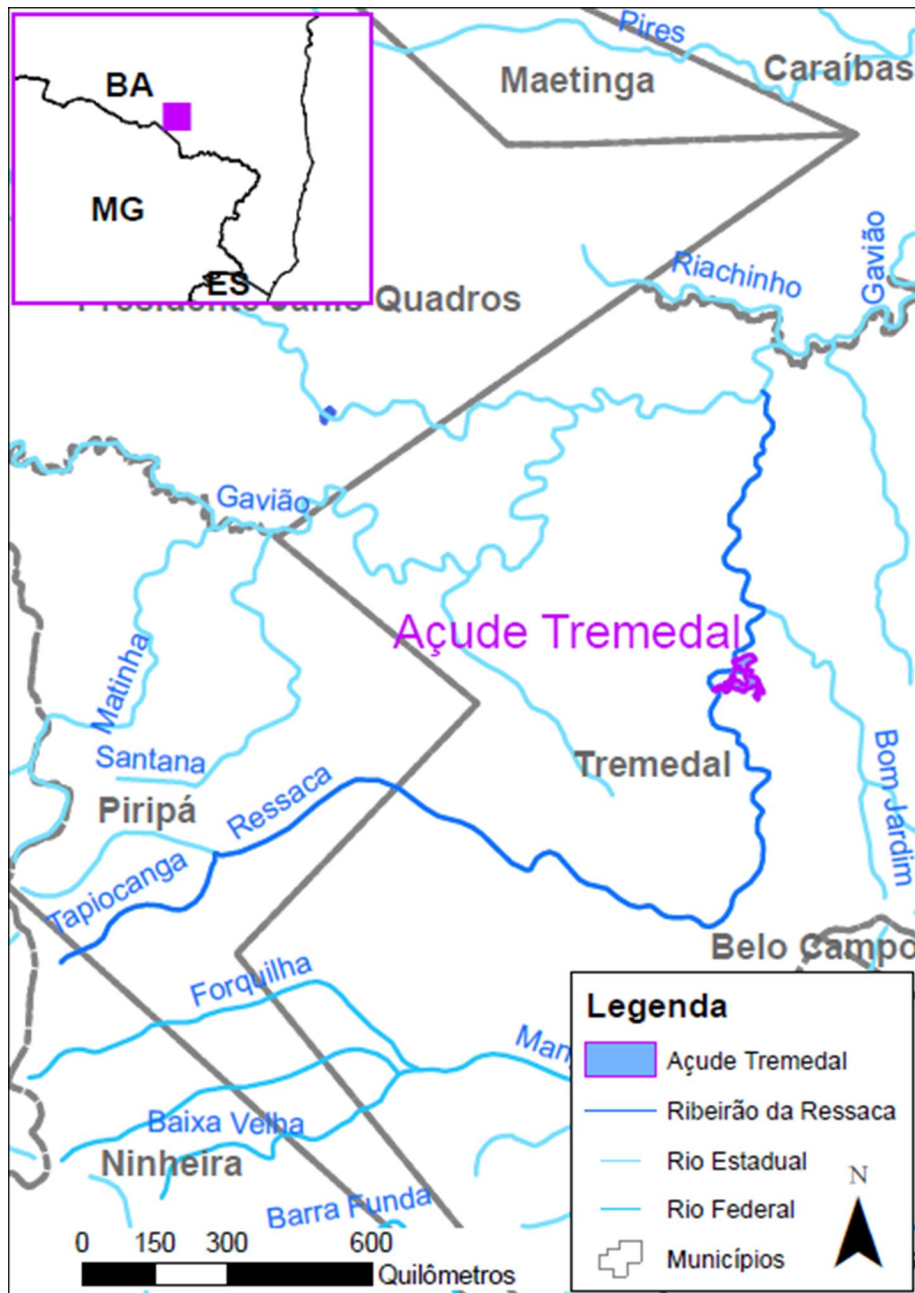 Pires
Maetinga
Caraíbas
BA
MG
ES
Quadros
Riachinho
Gavião
Gavião
Açude Tremedal
Matinha
Santana
Tremedal
Bom Jardim
Piripá
Ressaca
Tapiocanga
Belo Campo
Forquilha
Man
Baixa Velha
Ninheira
Barra Funda
Legenda
Açude Tremedal
Ribeirão da Ressaca
Rio Estadual
Rio Federal
Municípios
N
0 150 300 600
Quilômetros